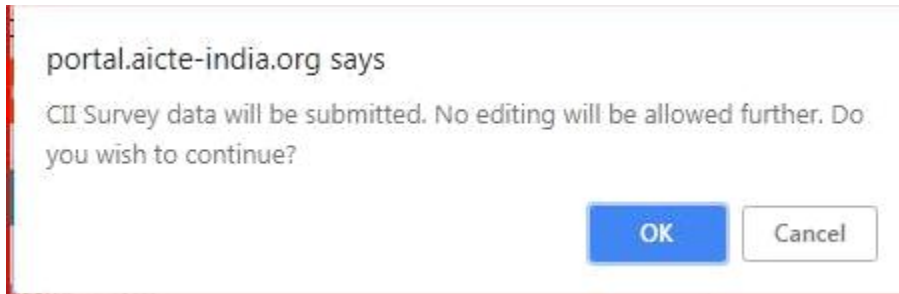 portal.aicte-india.org says
CII Survey data will be submitted. No editing will be allowed further. Do
you wish to continue?
OK
Cancel